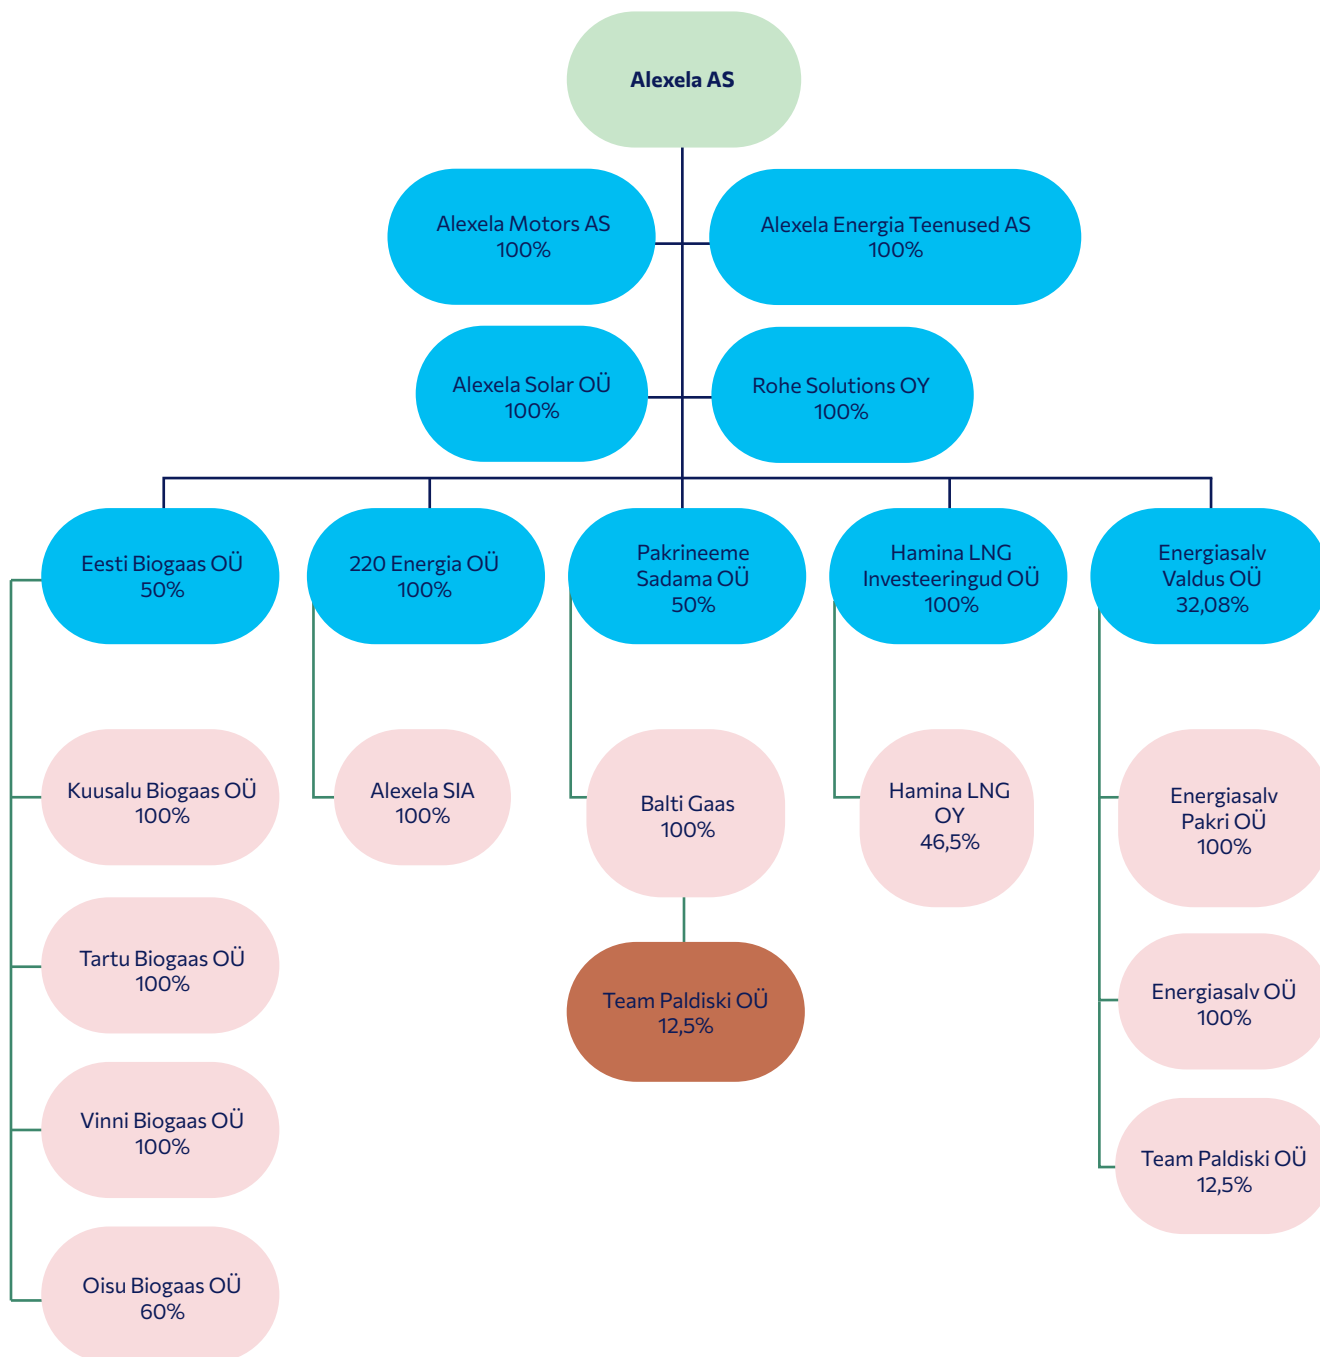 Alexela AS
Alexela Motors AS
100%
Alexela Energia Teenused AS
100%
Alexela Solar OÜ
100%
Rohe Solutions OY
100%
Eesti Biogaas OÜ
50%
220 Energia OÜ
100%
Pakrineeme
Sadama OÜ
50%
Hamina LNG
Investeeringud OÜ
100%
Energiasalv
Valdus OÜ
32,08%
Kuusalu Biogaas OÜ
100%
Alexela SIA
100%
Balti Gaas
100%
Hamina LNG
OY
46,5%
Energiasalv
Pakri OÜ
100%
Tartu Biogaas OÜ
100%
Team Paldiski OÜ
12,5%
Energiasalv OÜ
100%
Vinni Biogaas OÜ
100%
Team Paldiski OÜ
12,5%
Oisu Biogaas OÜ
60%